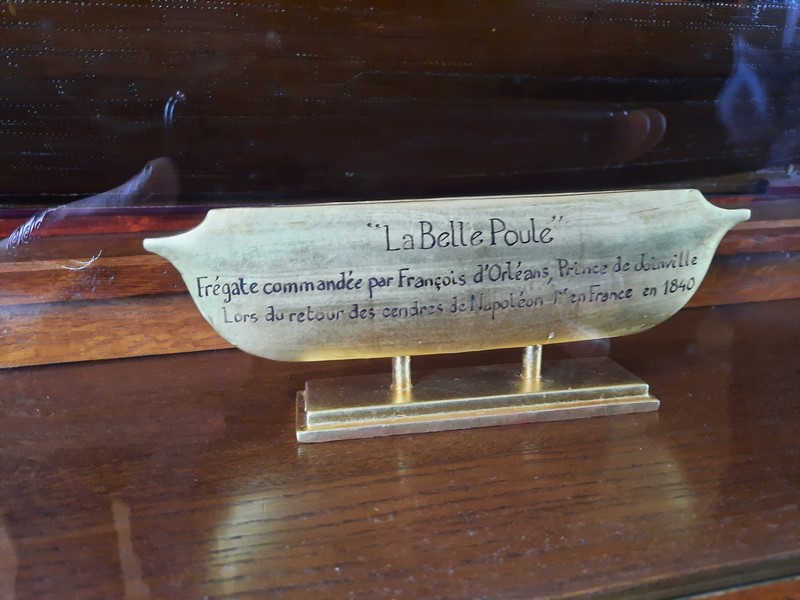 "La Belle Poule"
Frégate commandée par François d'Orléans, Prince de Joinville
Lors du retour des cendres de Napoléon 1er en France en 1840